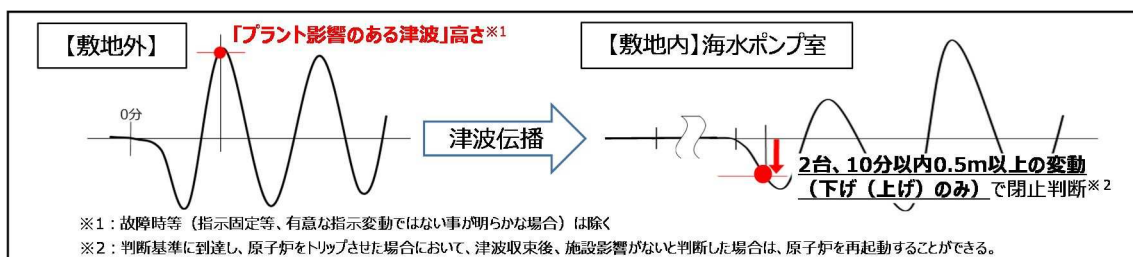 【敷地外】
「プラント影響のある津波」高さ※1
0分
津波伝播
【敷地内】海水ポンプ室
2台、10分以内0.5m以上の変動
（下げ（上げ）のみ）で閉止判断※2
※1：故障時等（指示固定等、有意な指示変動ではない事が明らかな場合）は除く
※2：判断基準に到達し、原子炉をトリップさせた場合において、津波収束後、施設影響がないと判断した場合は、原子炉を再起動することができる。